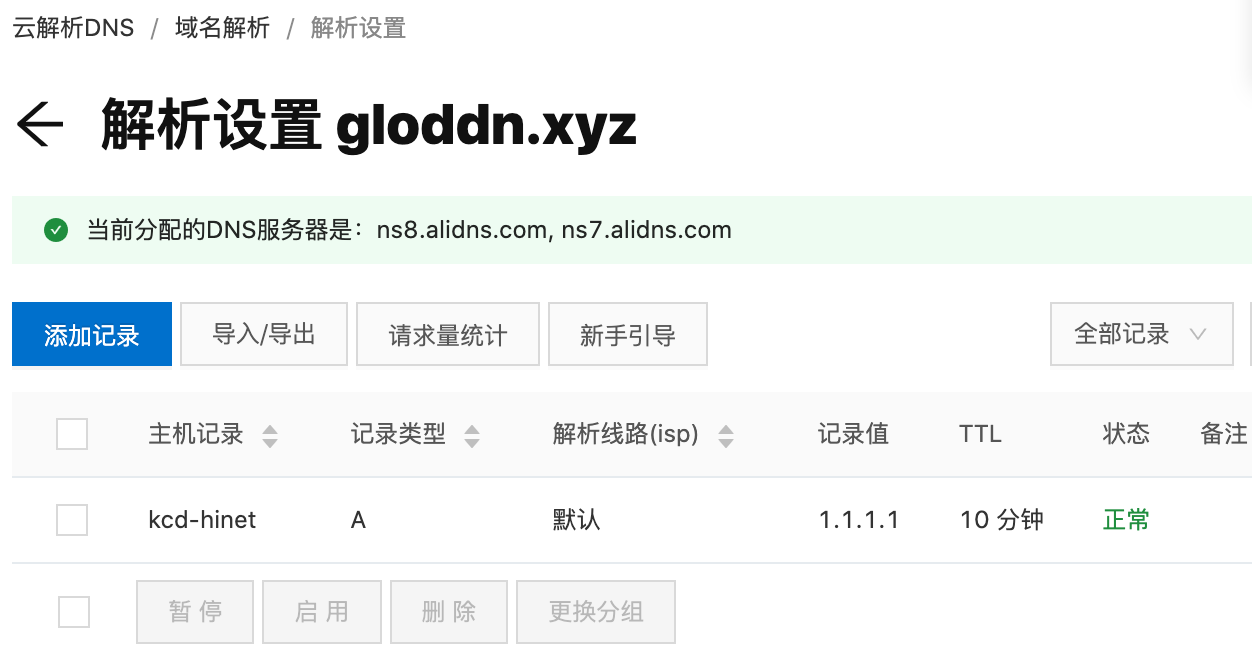 云解析DNS / 域名解析 / 解析设置
解析设置 gloddn.xyz
当前分配的DNS服务器是：ns8.alidns.com, ns7.alidns.com
添加记录 导入/导出 请求量统计 新手引导 全部记录
主机记录 记录类型 解析线路(isp) 记录值 TTL 状态 备注
kcd-hinet A 默认 1.1.1.1 10 分钟 正常
暂 停 启 用 删 除 更换分组